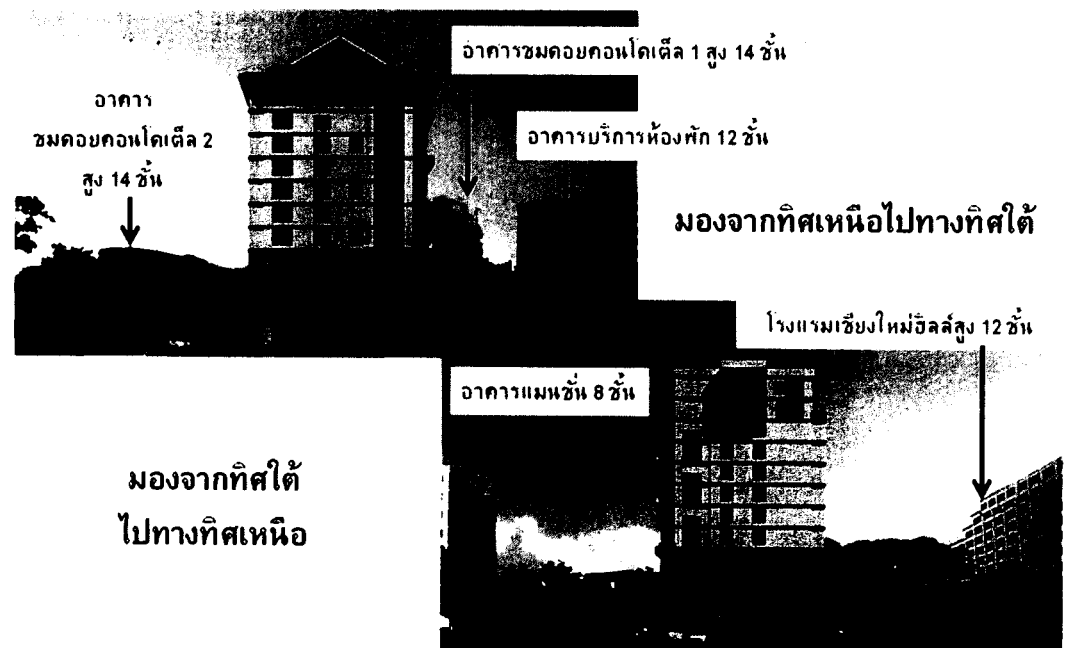 อาคารชมดอยคอนโดเต็ล 1 สูง 14 ชั้น
อาคาร
ชมดอยคอนโดเต็ล 2
สูง 14 ชั้น
อาคารบริการห้องพัก 12 ชั้น
มองจากทิศเหนือไปทางทิศใต้
โรงแรมเชียงใหม่ฮิลล์สูง 12 ชั้น
อาคารแมนชั่น 8 ชั้น
มองจากทิศใต้
ไปทางทิศเหนือ